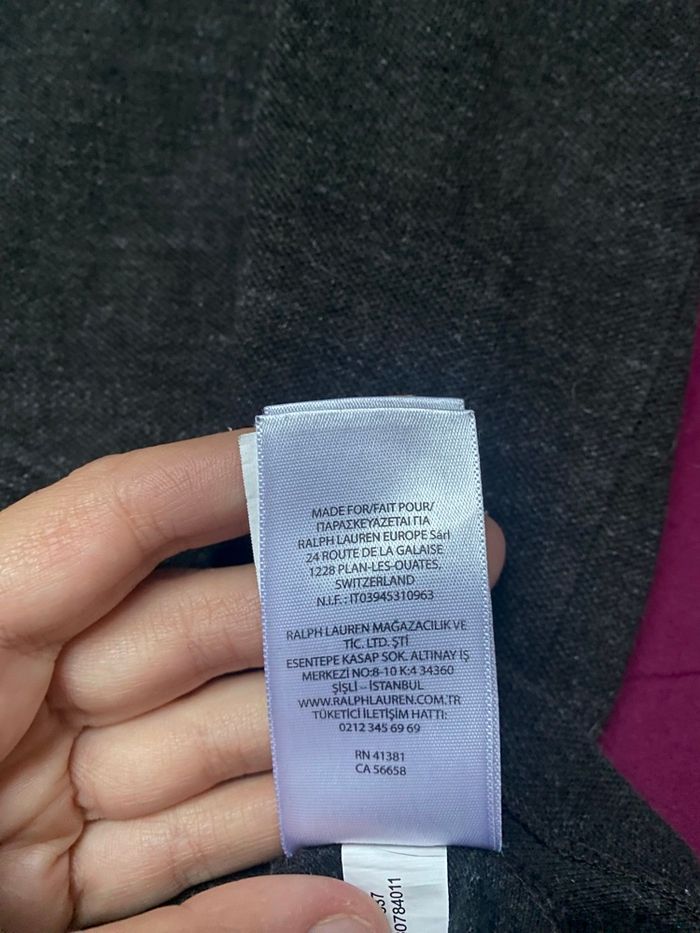 MADE FOR/FAIT POUR/
ΠΑΡΑΣΚΕΥΑΖΕΤΑΙ ΓΙΑ
RALPH LAUREN EUROPE Sàrl
24 ROUTE DE LA GALAISE
1228 PLAN-LES-OUATES,
SWITZERLAND
N.I.F.: IT03945310963
RALPH LAUREN MAĞAZACILIK VE
TİC. LTD. ŞTİ
ESENTEPE KASAP SOK. ALTINAY İŞ
MERKEZİ NO:8-10 K:4 34360
ŞİŞLİ – İSTANBUL
WWW.RALPHLAUREN.COM.TR
TÜKETİCİ İLETİŞİM HATTI:
0212 345 69 69
RN 41381
CA 56658